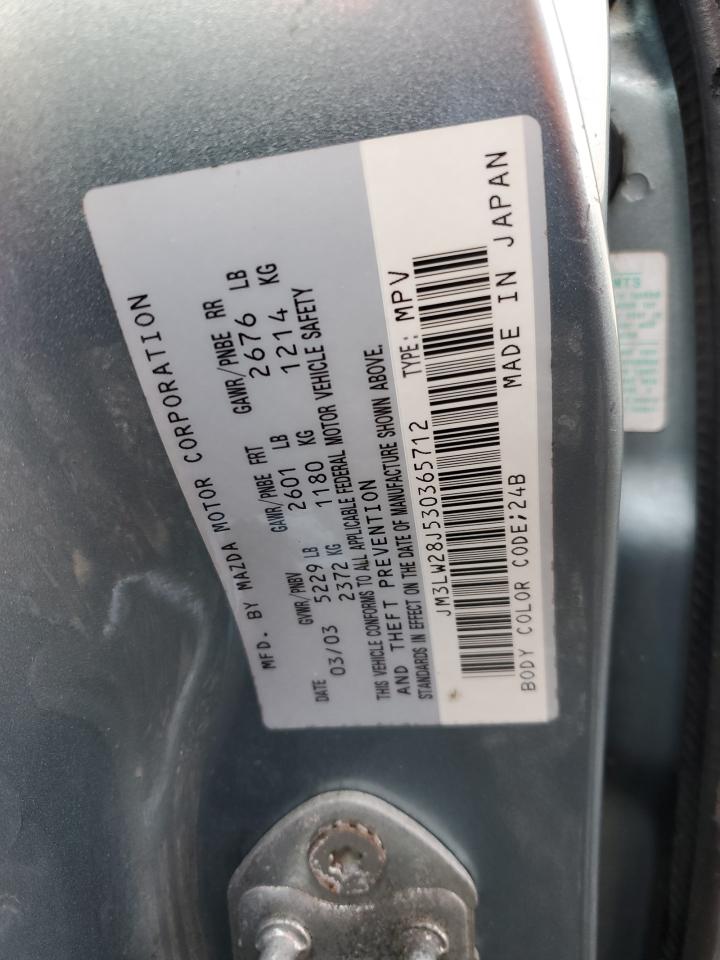 MFD. BY MAZDA MOTOR CORPORATION
DATE GVWR/PNBV GAWR/PNBE FRT GAWR/PNBE RR
03/03 5229 LB 2601 LB 2676 LB
2372 KG 1180 KG 1214 KG
THIS VEHICLE CONFORMS TO ALL APPLICABLE FEDERAL MOTOR VEHICLE SAFETY
AND THEFT PREVENTION
STANDARDS IN EFFECT ON THE DATE OF MANUFACTURE SHOWN ABOVE.
JM3LW28J530365712 TYPE: MPV
BODY COLOR CODE;24B MADE IN JAPAN